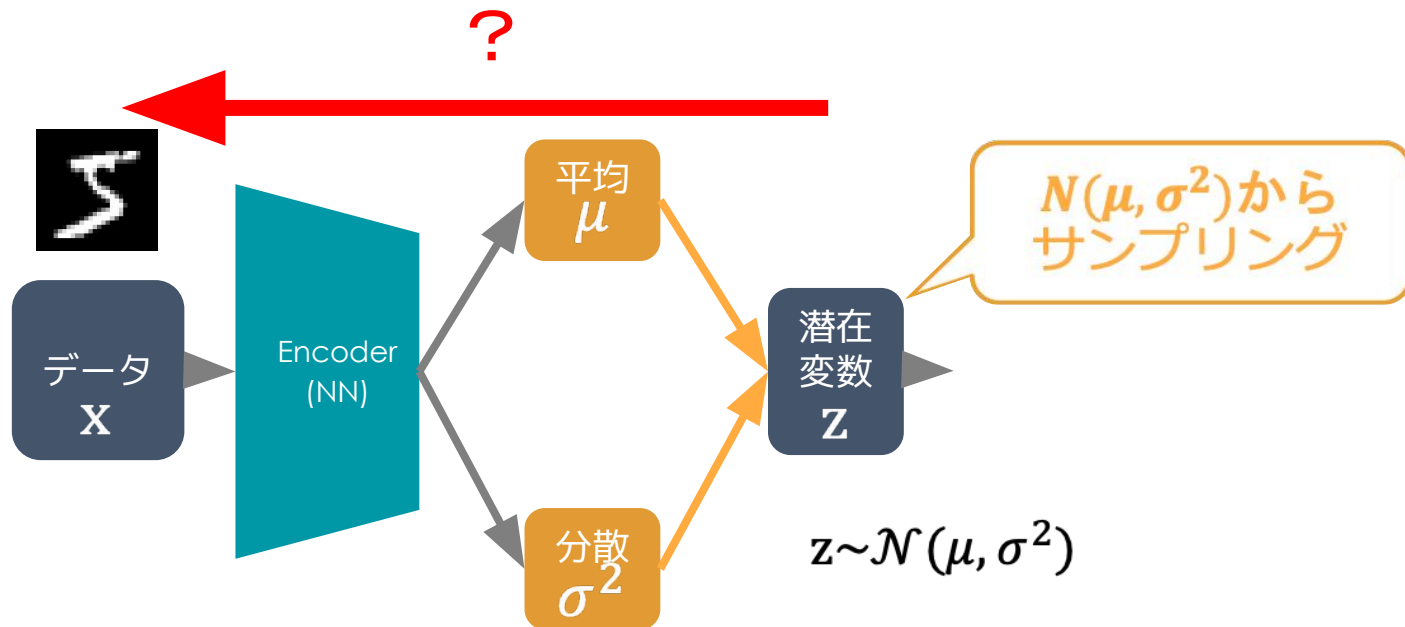 ?
データ
x
Encoder
(NN)
平均
μ
分散
σ²
潜在
変数
z
N(μ, σ²)から
サンプリング
z~𝒩(μ, σ²)